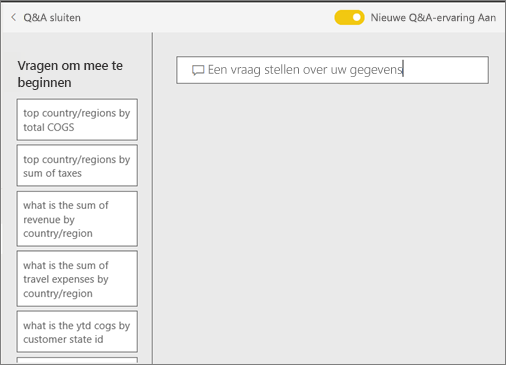 Q&A sluiten
Nieuwe Q&A-ervaring Aan
Vragen om mee te
beginnen
Een vraag stellen over uw gegevens
top country/regions by
total COGS
top country/regions by
sum of taxes
what is the sum of
revenue by
country/region
what is the sum of
travel expenses by
country/region
what is the ytd cogs by
customer state id